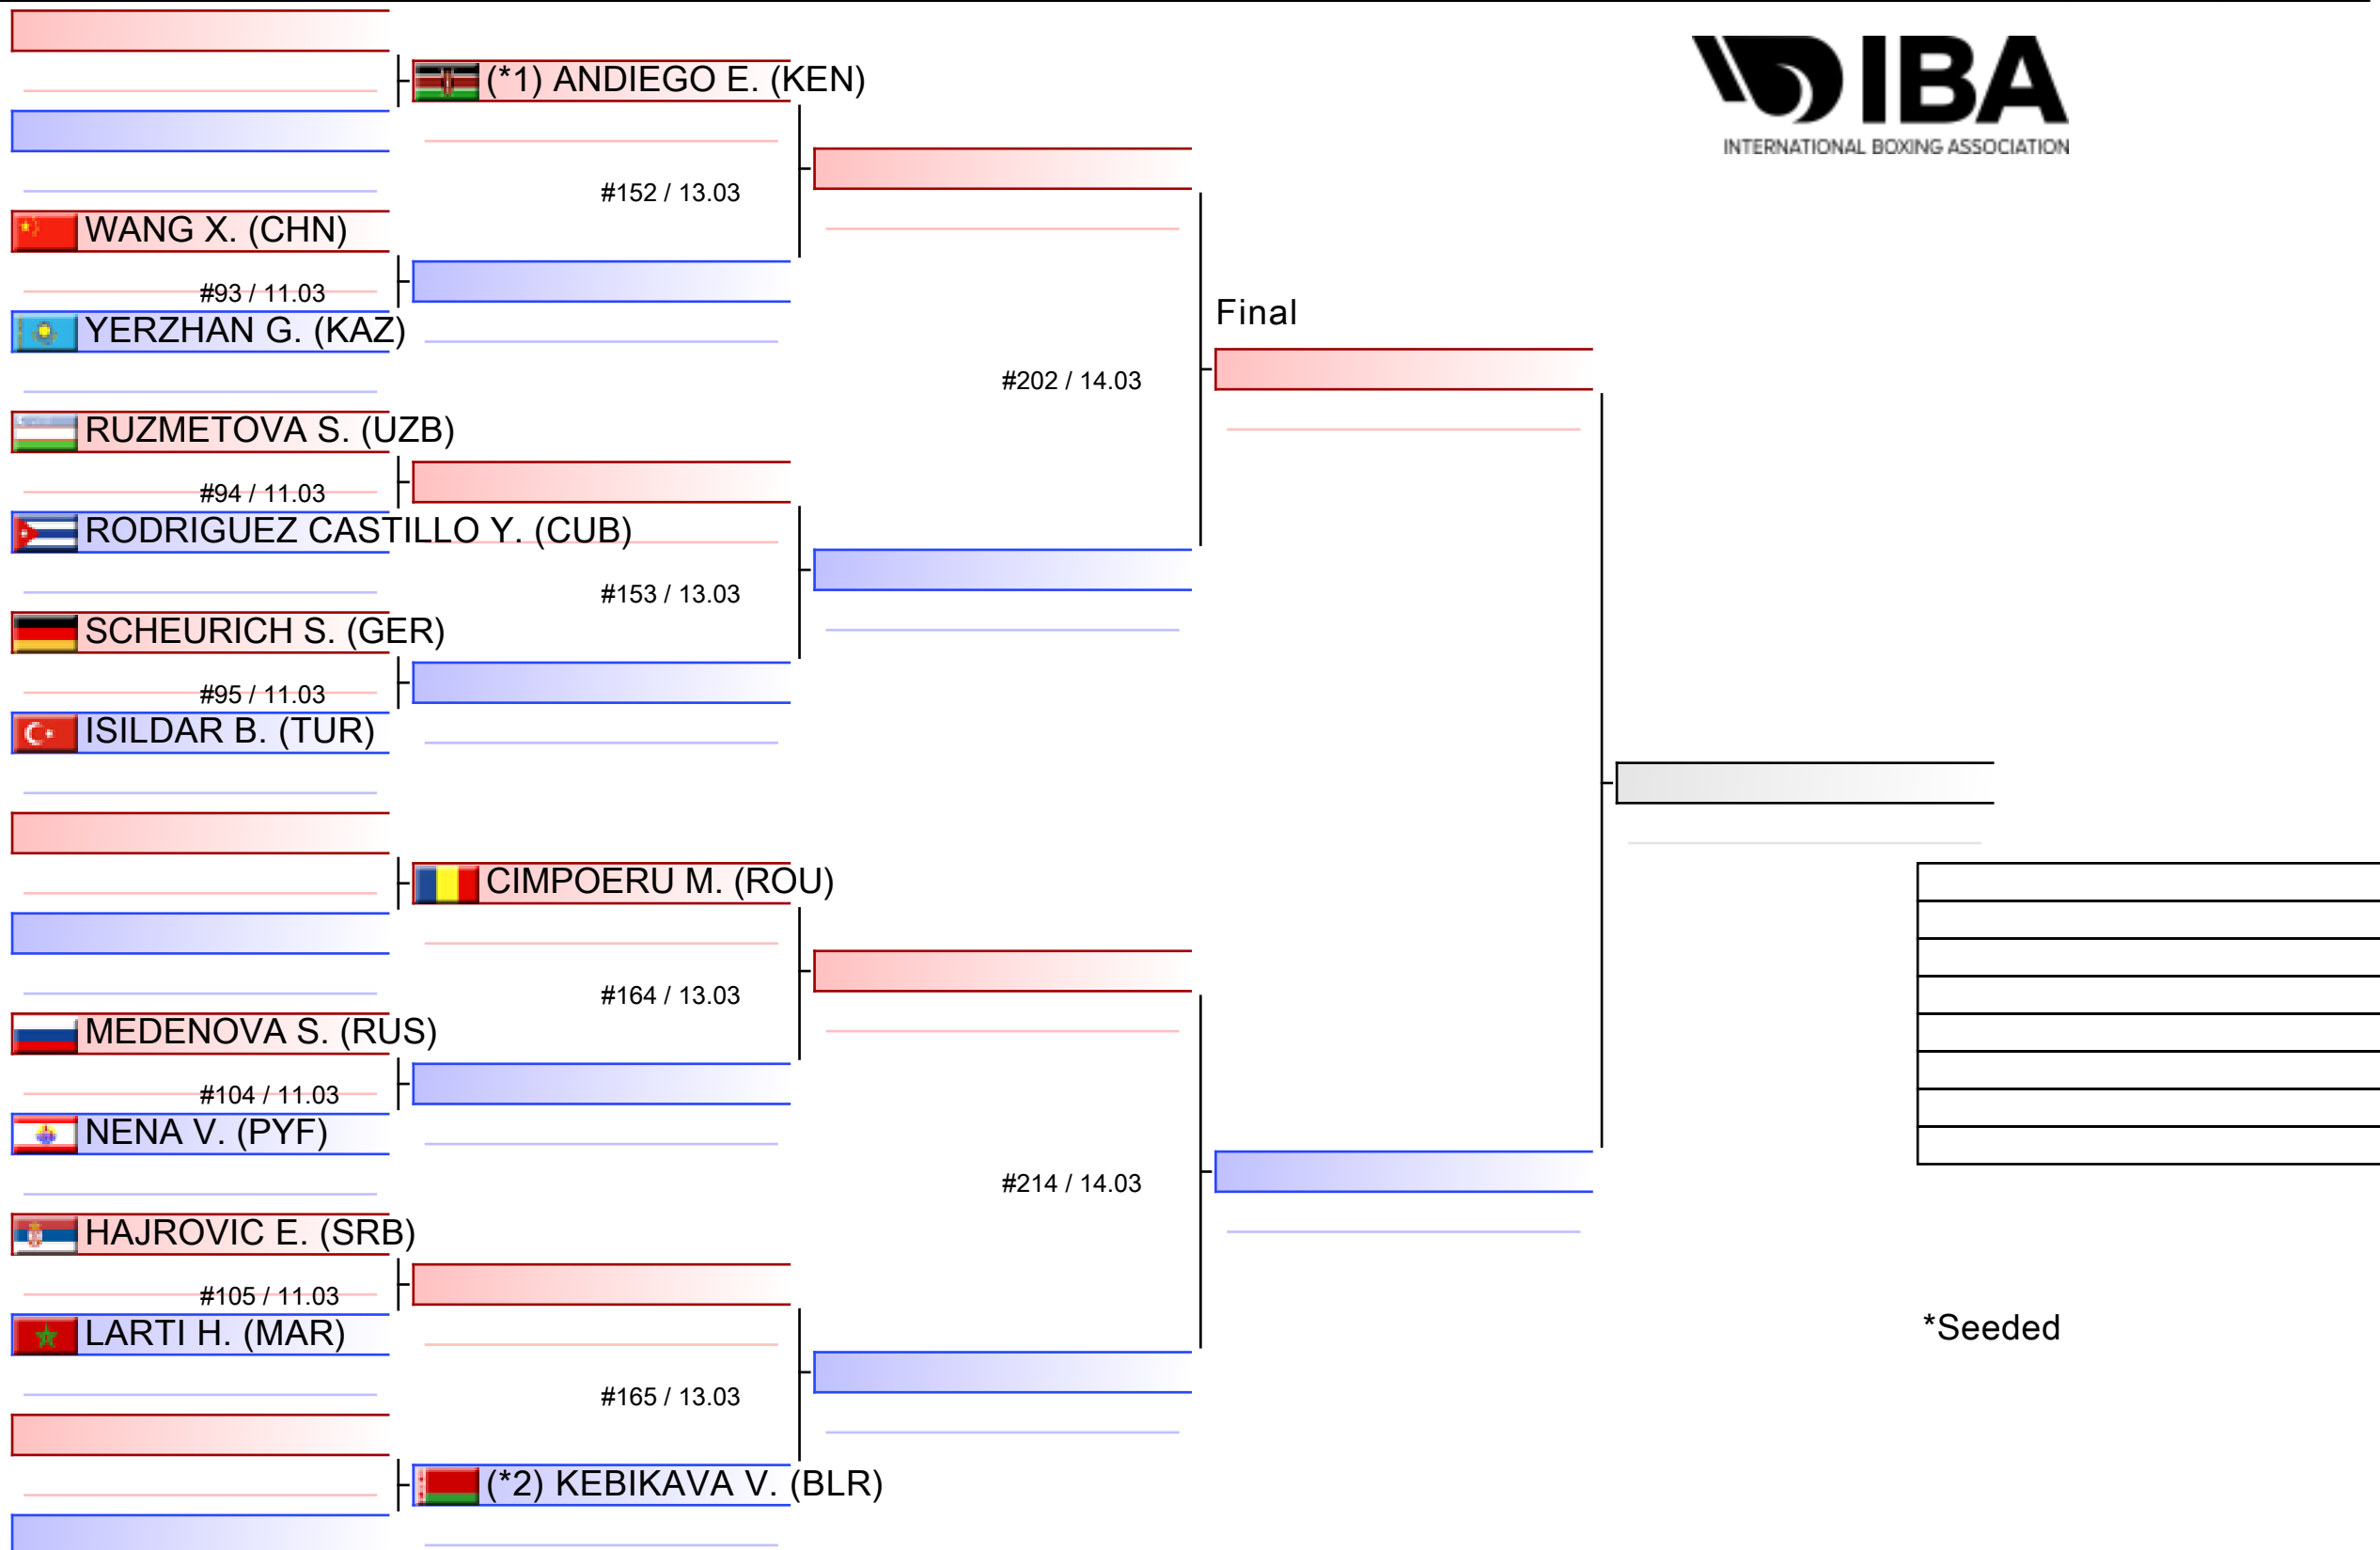 IBA
INTERNATIONAL BOXING ASSOCIATION
(*1) ANDIEGO E. (KEN)
#152 / 13.03
WANG X. (CHN)
#93 / 11.03
YERZHAN G. (KAZ)
Final
#202 / 14.03
RUZMETOVA S. (UZB)
#94 / 11.03
RODRIGUEZ CASTILLO Y. (CUB)
#153 / 13.03
SCHEURICH S. (GER)
#95 / 11.03
ISILDAR B. (TUR)
CIMPOERU M. (ROU)
#164 / 13.03
MEDENOVA S. (RUS)
#104 / 11.03
NENA V. (PYF)
#214 / 14.03
HAJROVIC E. (SRB)
#105 / 11.03
LARTI H. (MAR)
*Seeded
#165 / 13.03
(*2) KEBIKAVA V. (BLR)